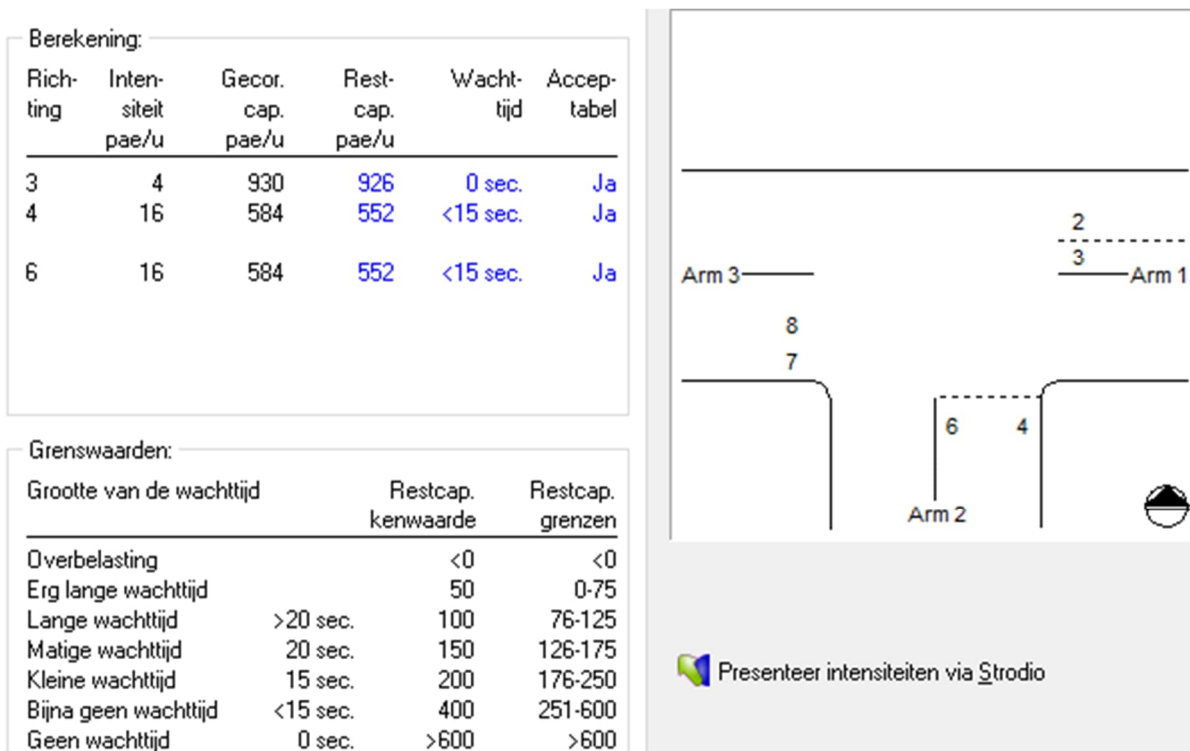 Berekening:
Rich- Inten- Gecor. Rest- Wacht- Accep-
ting siteit cap. cap. tijd tabel
pae/u pae/u pae/u
3 4 930 926 0 sec. Ja
4 16 584 552 <15 sec. Ja
6 16 584 552 <15 sec. Ja
Grenswaarden:
Grootte van de wachttijd Restcap. Restcap.
kenwaarde grenzen
Overbelasting <0 <0
Erg lange wachttijd 50 0-75
Lange wachttijd >20 sec. 100 76-125
Matige wachttijd 20 sec. 150 126-175
Kleine wachttijd 15 sec. 200 176-250
Bijna geen wachttijd <15 sec. 400 251-600
Geen wachttijd 0 sec. >600 >600
2
3
Arm 3 Arm 1
8
7
6 4
Arm 2
Presenteer intensiteiten via Strodio